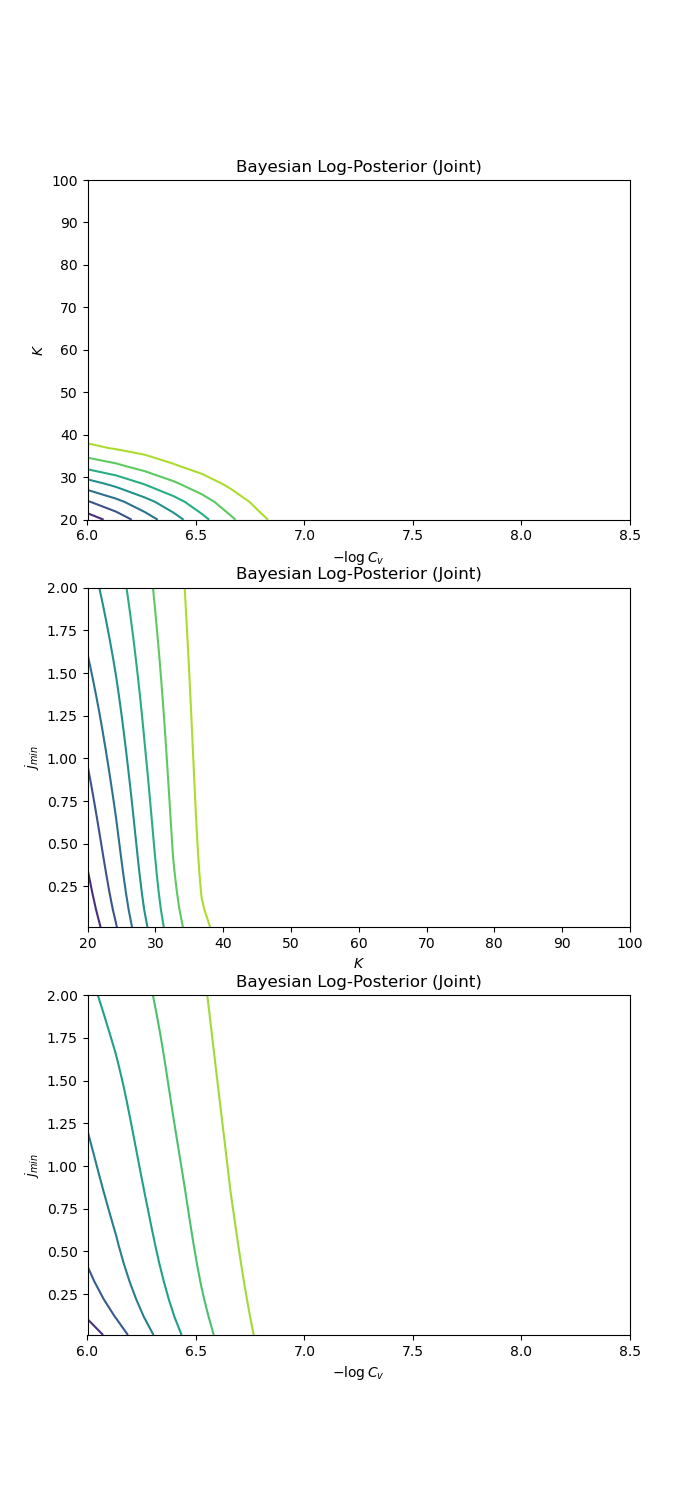 Bayesian Log-Posterior (Joint)
100
90
80
70
60
50
40
30
20
K
6.0 6.5 7.0 7.5 8.0 8.5
−log C_v
Bayesian Log-Posterior (Joint)
2.00
1.75
1.50
1.25
1.00
0.75
0.50
0.25
j_min
20 30 40 50 60 70 80 90 100
K
Bayesian Log-Posterior (Joint)
2.00
1.75
1.50
1.25
1.00
0.75
0.50
0.25
j_min
6.0 6.5 7.0 7.5 8.0 8.5
−log C_v